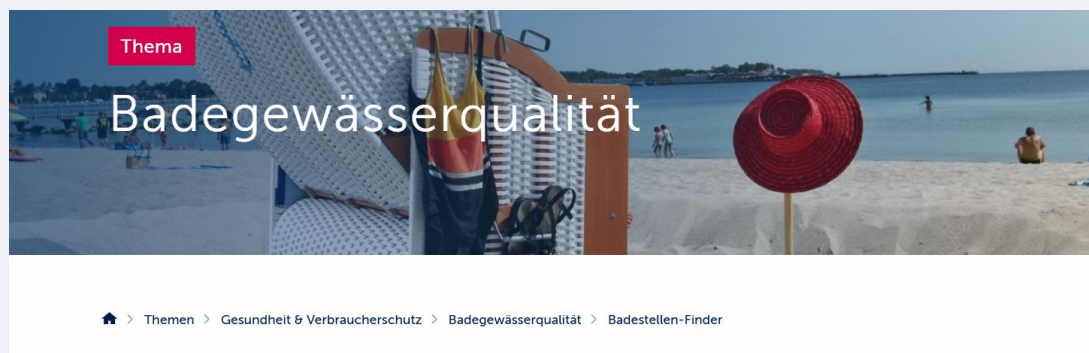 Thema
Badegewässerqualität
Themen > Gesundheit & Verbraucherschutz > Badegewässerqualität > Badestellen-Finder